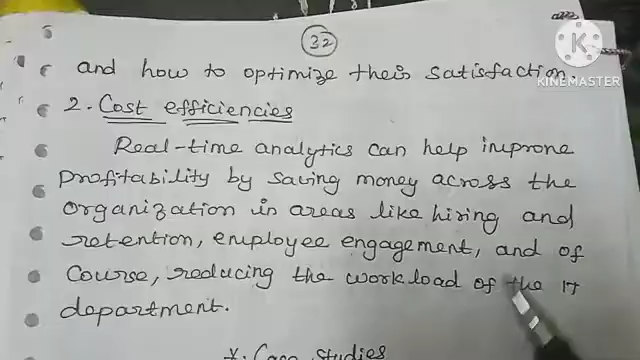 32
K
KINEMASTER
and how to optimize their satisfaction.
2. Cost efficiencies
Real-time analytics can help improve
profitability by saving money across the
organization in areas like hiring and
retention, employee engagement, and of
course, reducing the workload of the IT
department.
X. Case studies